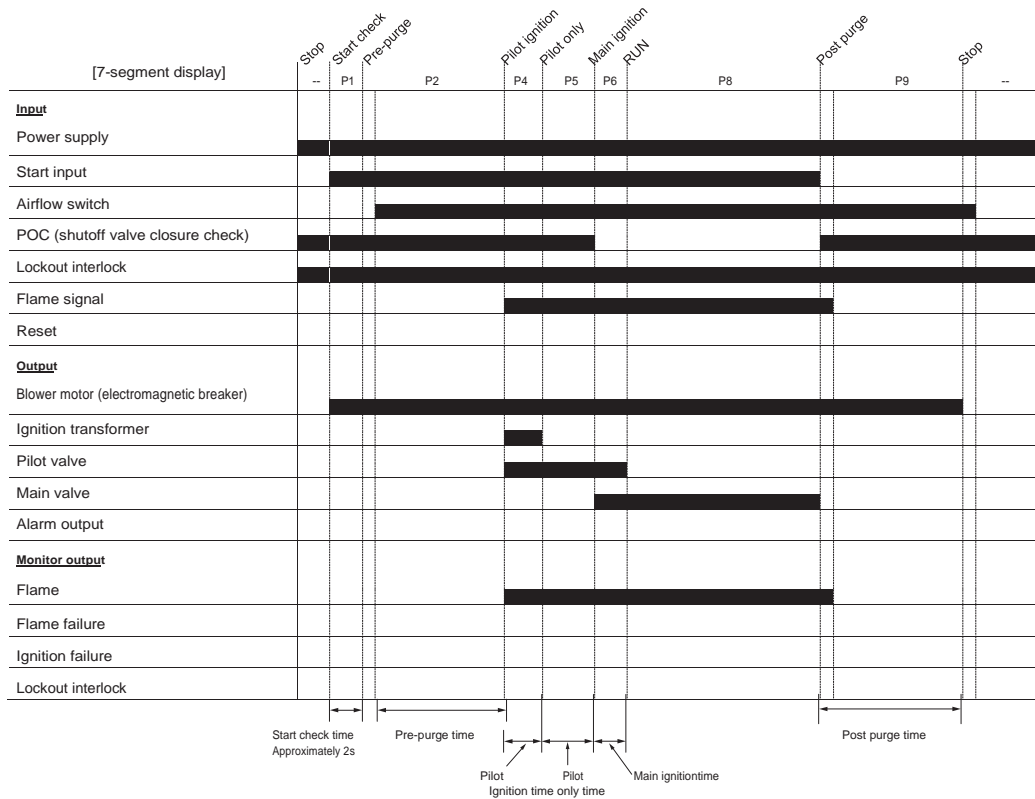 Stop
Start check
Pre-purge
Pilot ignition
Pilot only
Main ignition
RUN
Post purge
Stop
[7-segment display]
-- P1 P2 P4 P5 P6 P8 P9 --
Input
Power supply
Start input
Airflow switch
POC (shutoff valve closure check)
Lockout interlock
Flame signal
Reset
Output
Blower motor (electromagnetic breaker)
Ignition transformer
Pilot valve
Main valve
Alarm output
Monitor output
Flame
Flame failure
Ignition failure
Lockout interlock
Start check time
Approximately 2s
Pre-purge time
Post purge time
Pilot Pilot Main ignitiontime
Ignition time only time